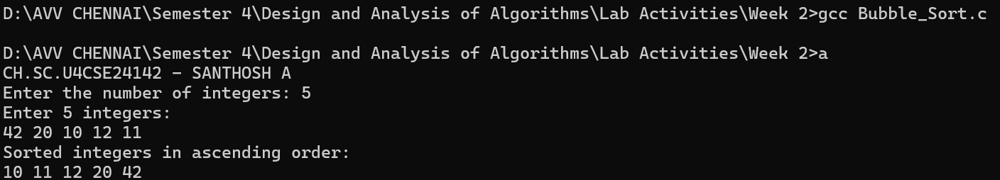 D:\AVV CHENNAI\Semester 4\Design and Analysis of Algorithms\Lab Activities\Week 2>gcc Bubble_Sort.c
D:\AVV CHENNAI\Semester 4\Design and Analysis of Algorithms\Lab Activities\Week 2>a
CH.SC.U4CSE24142 - SANTHOSH A
Enter the number of integers: 5
Enter 5 integers:
42 20 10 12 11
Sorted integers in ascending order:
10 11 12 20 42